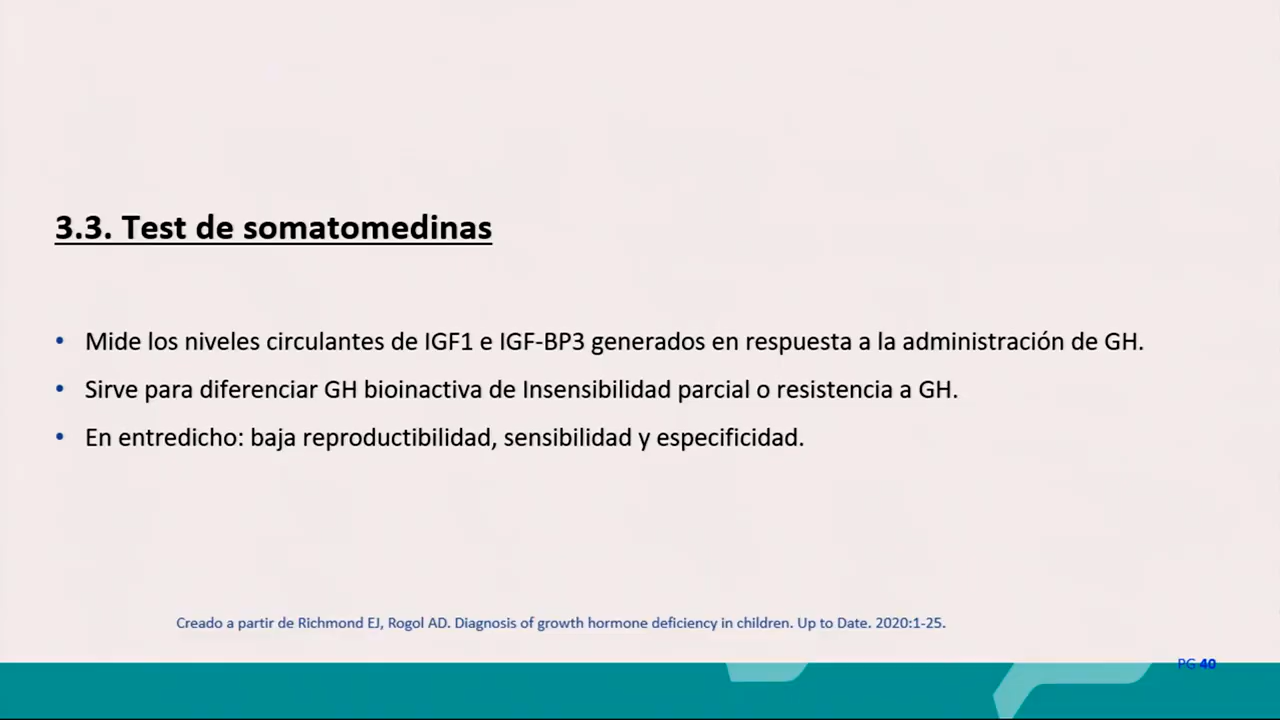 3.3. Test de somatomedinas
• Mide los niveles circulantes de IGF1 e IGF-BP3 generados en respuesta a la administración de GH.
• Sirve para diferenciar GH bioinactiva de Insensibilidad parcial o resistencia a GH.
• En entredicho: baja reproductibilidad, sensibilidad y especificidad.
Creado a partir de Richmond EJ, Rogol AD. Diagnosis of growth hormone deficiency in children. Up to Date. 2020:1-25.
PG 40